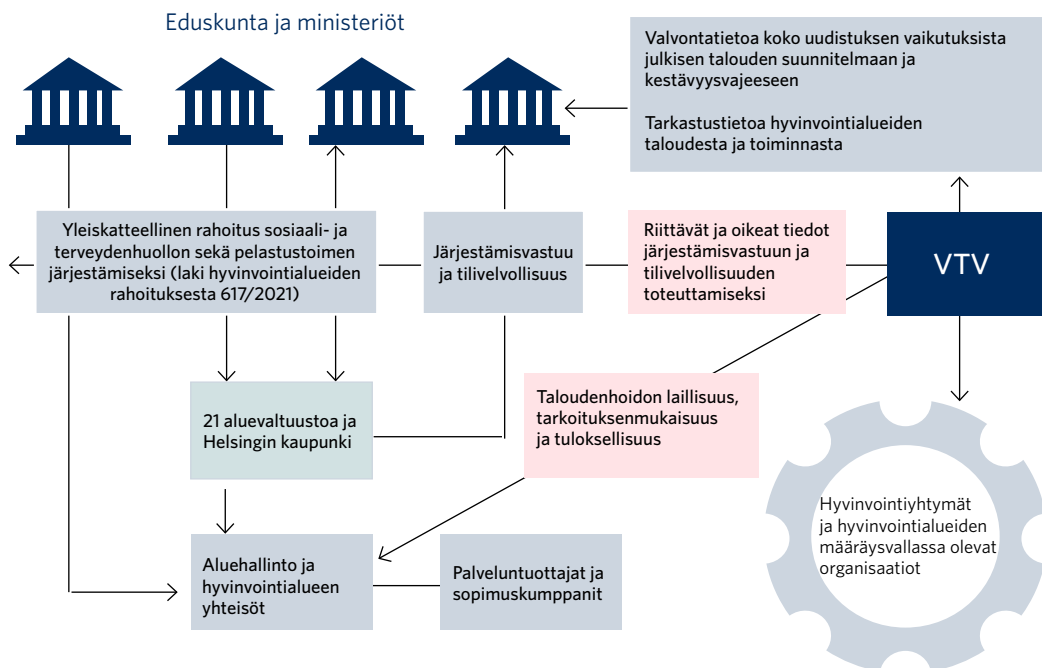 Eduskunta ja ministeriöt
Valvontatietoa koko uudistuksen vaikutuksista
julkisen talouden suunnitelmaan ja
kestävyysvajeeseen
Tarkastustietoa hyvinvointialueiden
taloudesta ja toiminnasta
Yleiskatteellinen rahoitus sosiaali- ja
terveydenhuollon sekä pelastustoimen
järjestämiseksi (laki hyvinvointialueiden
rahoituksesta 617/2021)
Järjestämisvastuu
ja tilivelvollisuus
Riittävät ja oikeat tiedot
järjestämisvastuun ja
tilivelvollisuuden
toteuttamiseksi
VTV
21 aluevaltuustoa ja
Helsingin kaupunki
Taloudenhoidon laillisuus,
tarkoituksenmukaisuus
ja tuloksellisuus
Hyvinvointiyhtymät
ja hyvinvointialueiden
määräysvallassa olevat
organisaatiot
Aluehallinto ja
hyvinvointialueen
yhteisöt
Palveluntuottajat ja
sopimuskumppanit